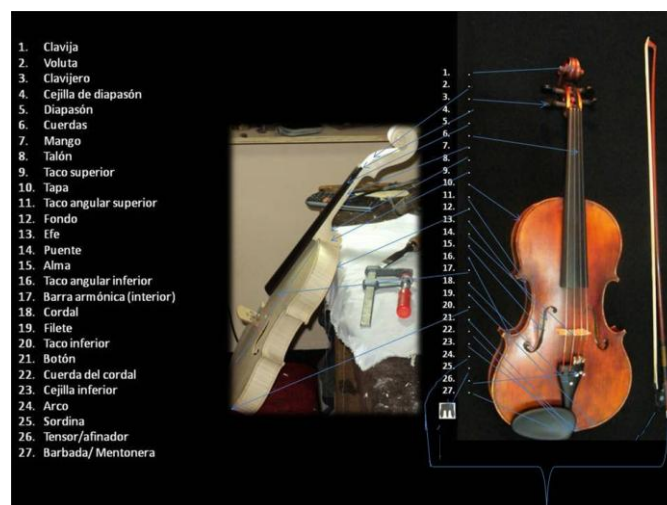 1. Clavija
2. Voluta
3. Clavijero
4. Cejilla de diapasón
5. Diapasón
6. Cuerdas
7. Mango
8. Talón
9. Taco superior
10. Tapa
11. Taco angular superior
12. Fondo
13. Efe
14. Puente
15. Alma
16. Taco angular inferior
17. Barra armónica (interior)
18. Cordal
19. Filete
20. Taco inferior
21. Botón
22. Cuerda del cordal
23. Cejilla inferior
24. Arco
25. Sordina
26. Tensor/afinador
27. Barbada/ Mentonera
1.
2.
3.
4.
5.
6.
7.
8.
9.
10.
11.
12.
13.
14.
15.
16.
17.
18.
19.
20.
21.
22.
23.
24.
25.
26.
27.